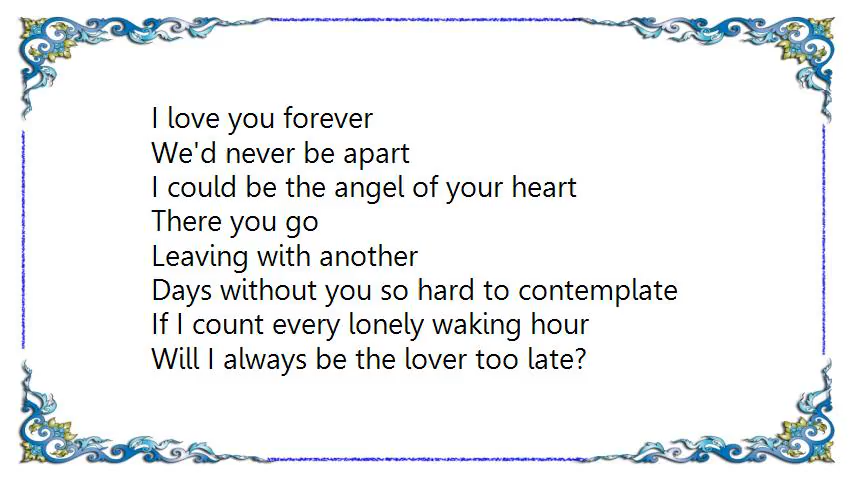 I love you forever
We'd never be apart
I could be the angel of your heart
There you go
Leaving with another
Days without you so hard to contemplate
If I count every lonely waking hour
Will I always be the lover too late?